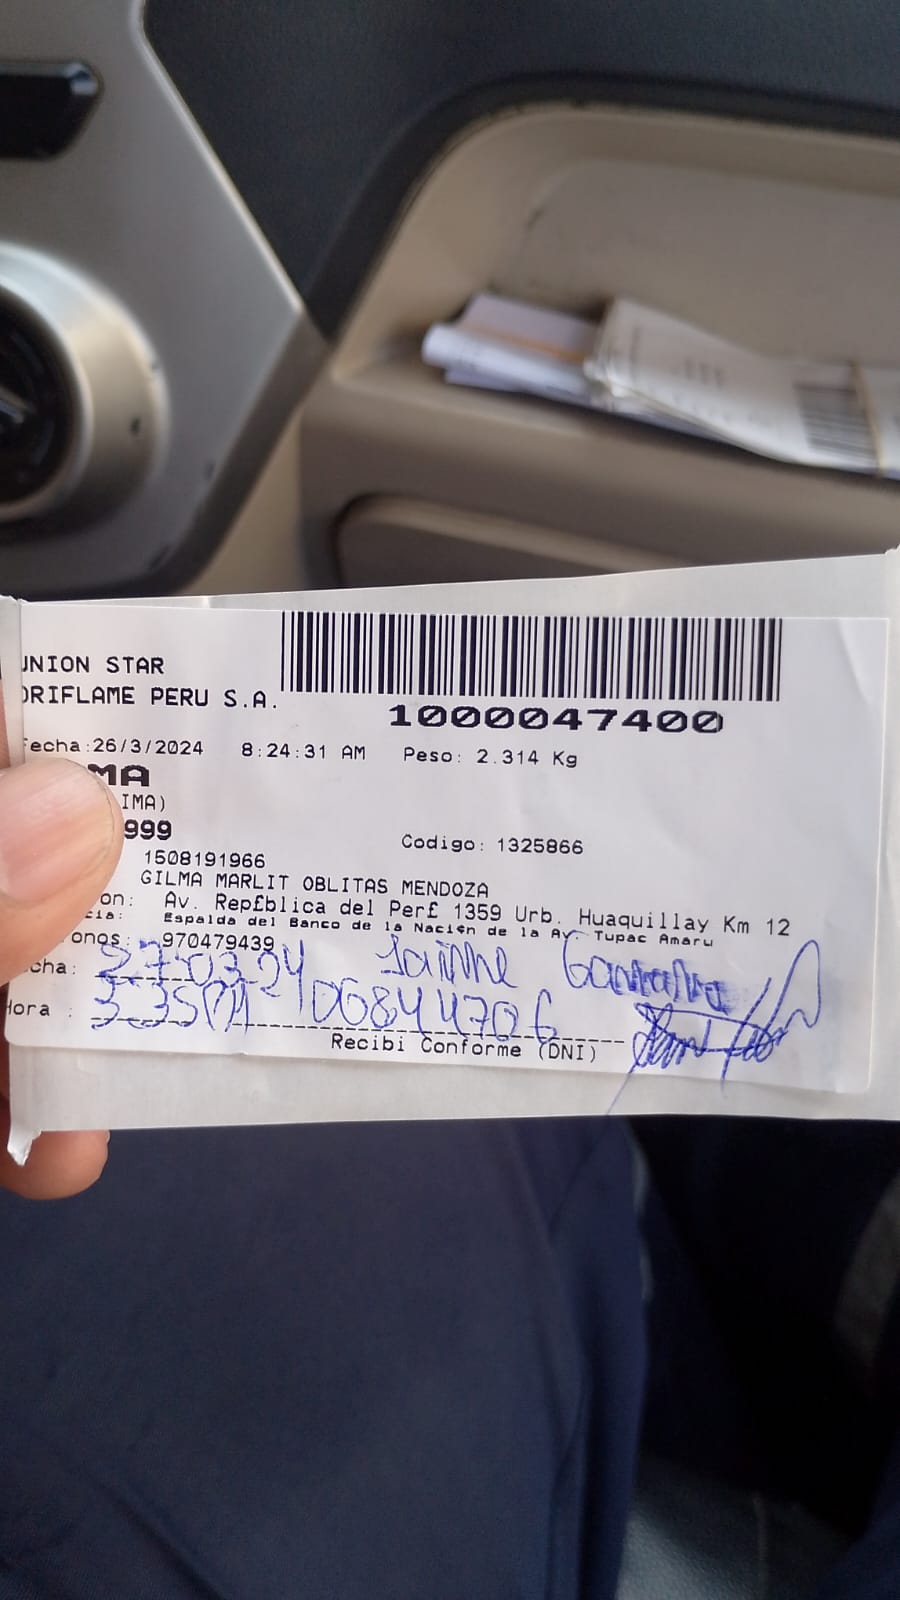 UNION STAR
ORIFLAME PERU S.A.
1000047400
Fecha:26/3/2024 8:24:31 AM Peso: 2.314 Kg
MA
IMA)
999
Codigo: 1325866
1508191966
GILMA MARLIT OBLITAS MENDOZA
on: Av. Rep£blica del Per£ 1359 Urb. Huaquillay Km 12
cia: Espalda del Banco de la Naci¢n de la Av. Tupac Amaru
onos: 970479439
cha: 27-03-24 Jaime
Hora : 3:35PM 06844706
Recibi Conforme (DNI)